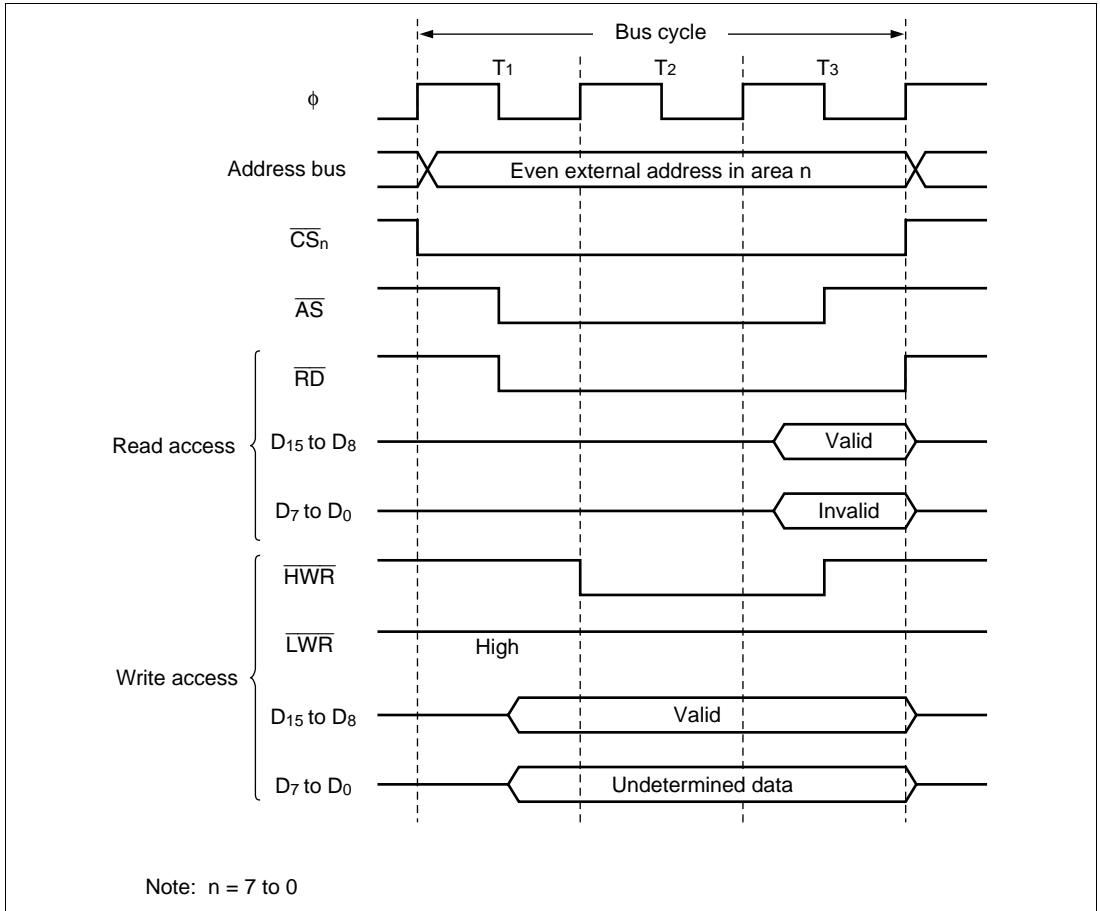 Bus cycle
T1 T2 T3
φ
Address bus Even external address in area n
CSn
AS
RD
Read access D15 to D8 Valid
D7 to D0 Invalid
HWR
LWR High
Write access D15 to D8 Valid
D7 to D0 Undetermined data
Note: n = 7 to 0